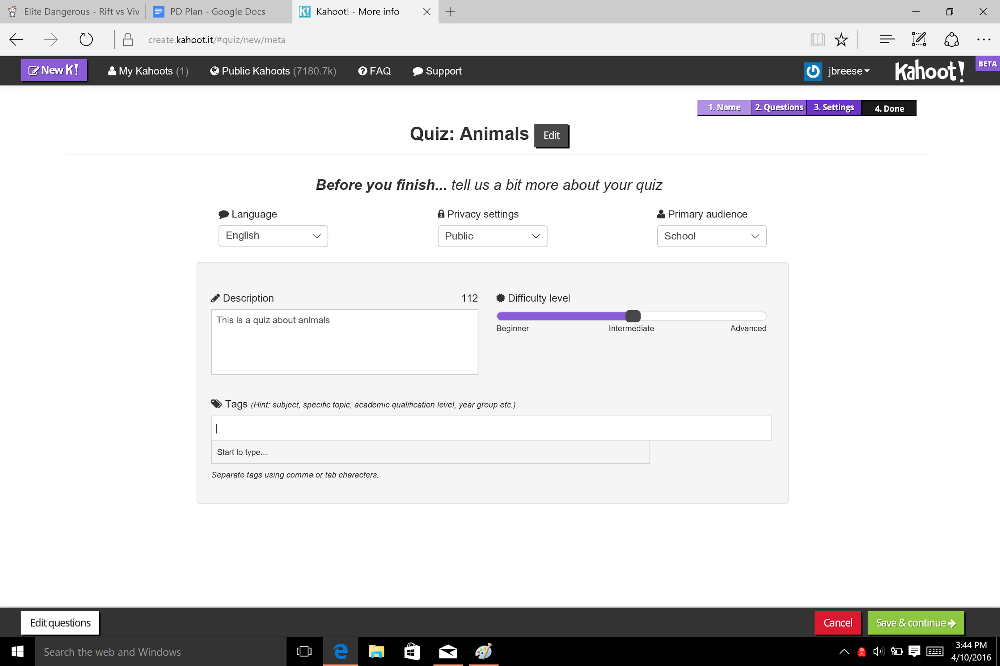 Elite Dangerous - Rift vs Viv
PD Plan - Google Docs
K! Kahoot! - More info
create.kahoot.it/#quiz/new/meta
New K!
My Kahoots (1)
Public Kahoots (7180.7k)
FAQ
Support
jbreese
Kahoot!
BETA
1. Name
2. Questions
3. Settings
4. Done
Quiz: Animals
Edit
Before you finish... tell us a bit more about your quiz
Language
Privacy settings
Primary audience
English
Public
School
Description
112
Difficulty level
This is a quiz about animals
Beginner
Intermediate
Advanced
Tags (Hint: subject, specific topic, academic qualification level, year group etc.)
Start to type...
Separate tags using comma or tab characters.
Edit questions
Cancel
Save & continue
Search the web and Windows
3:44 PM
4/10/2016